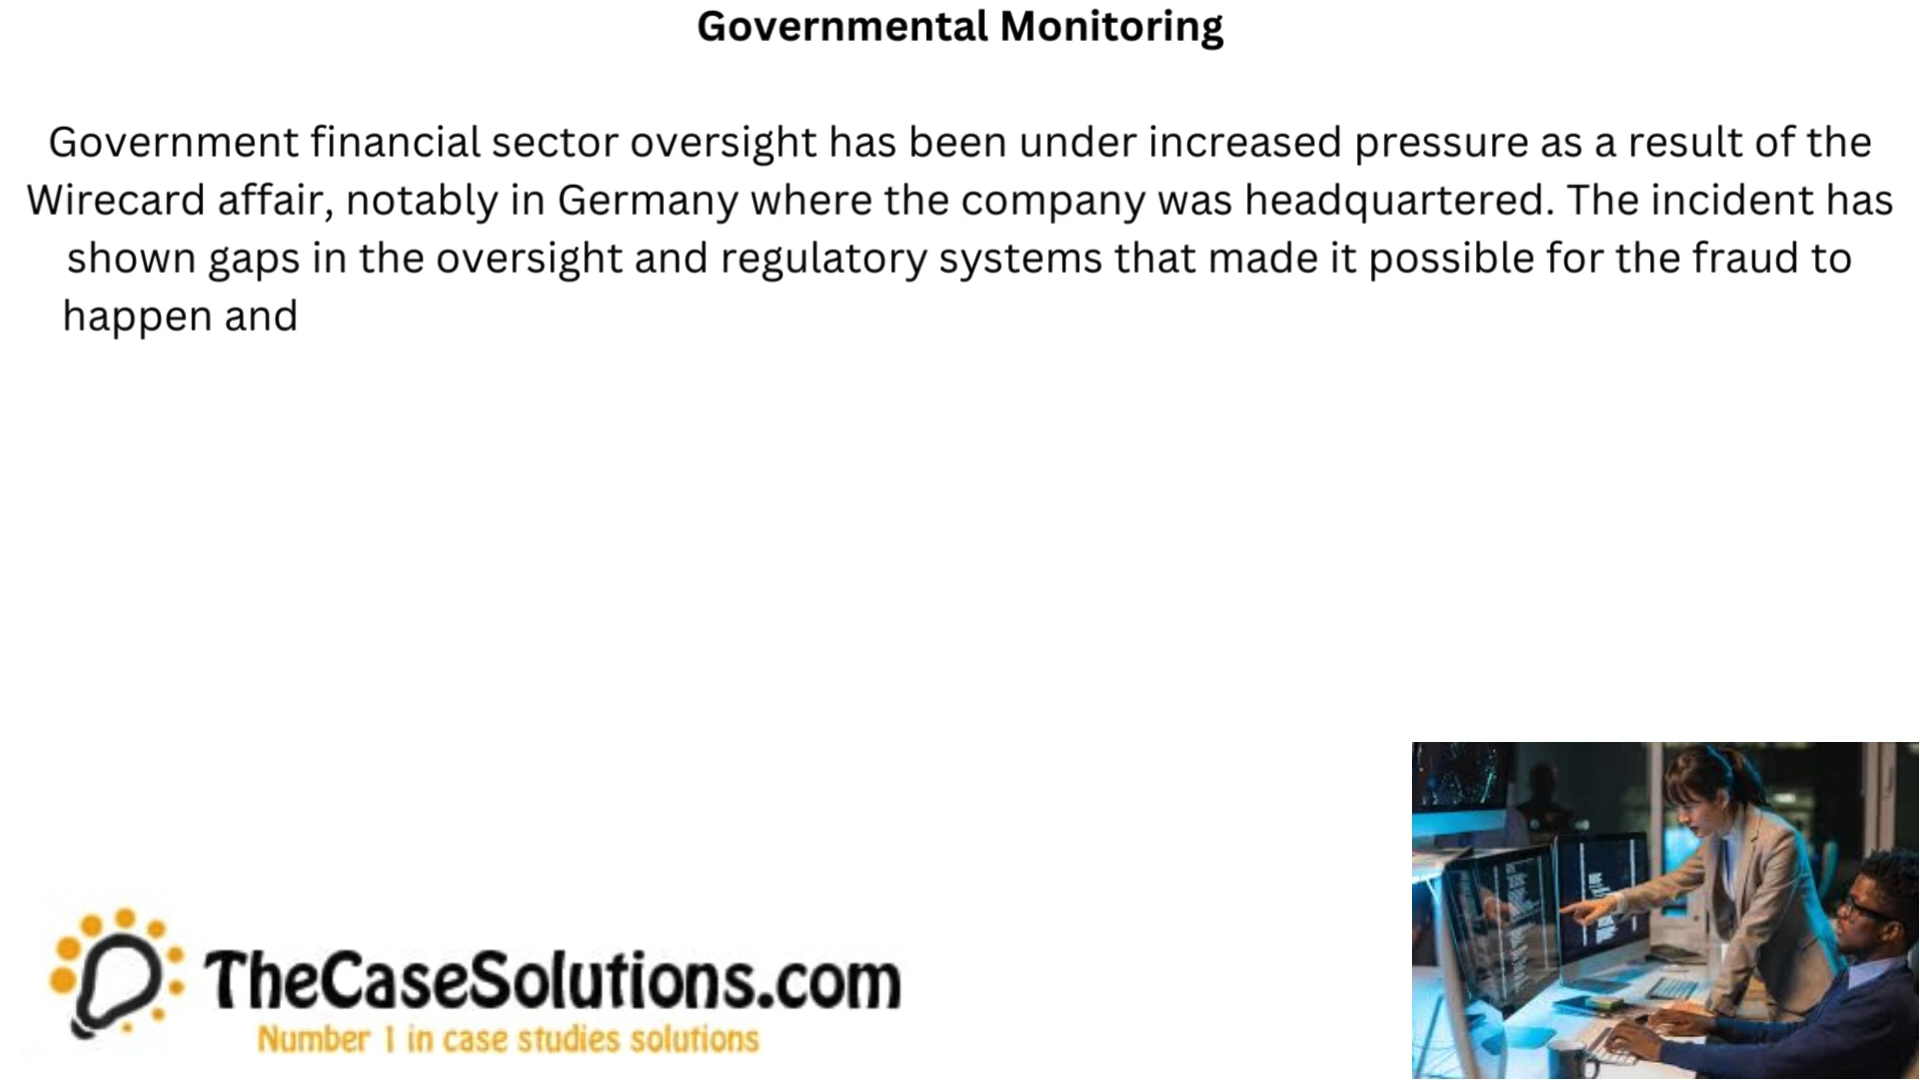 Governmental Monitoring
Government financial sector oversight has been under increased pressure as a result of the
Wirecard affair, notably in Germany where the company was headquartered. The incident has
shown gaps in the oversight and regulatory systems that made it possible for the fraud to
happen and
TheCaseSolutions.com
Number 1 in case studies solutions